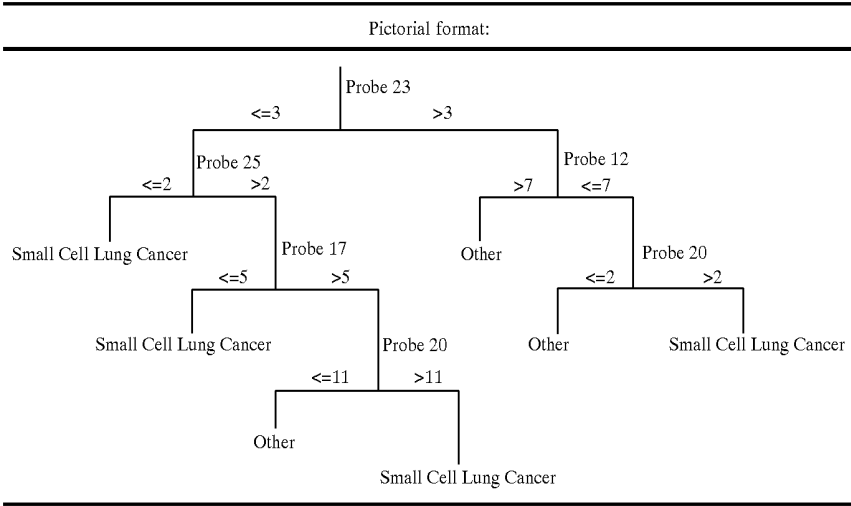 Pictorial format:
Probe 23
<=3 >3
Probe 25 Probe 12
<=2 >2 >7 <=7
Small Cell Lung Cancer Probe 17 Other Probe 20
<=5 >5 <=2 >2
Small Cell Lung Cancer Probe 20 Other Small Cell Lung Cancer
<=11 >11
Other
Small Cell Lung Cancer